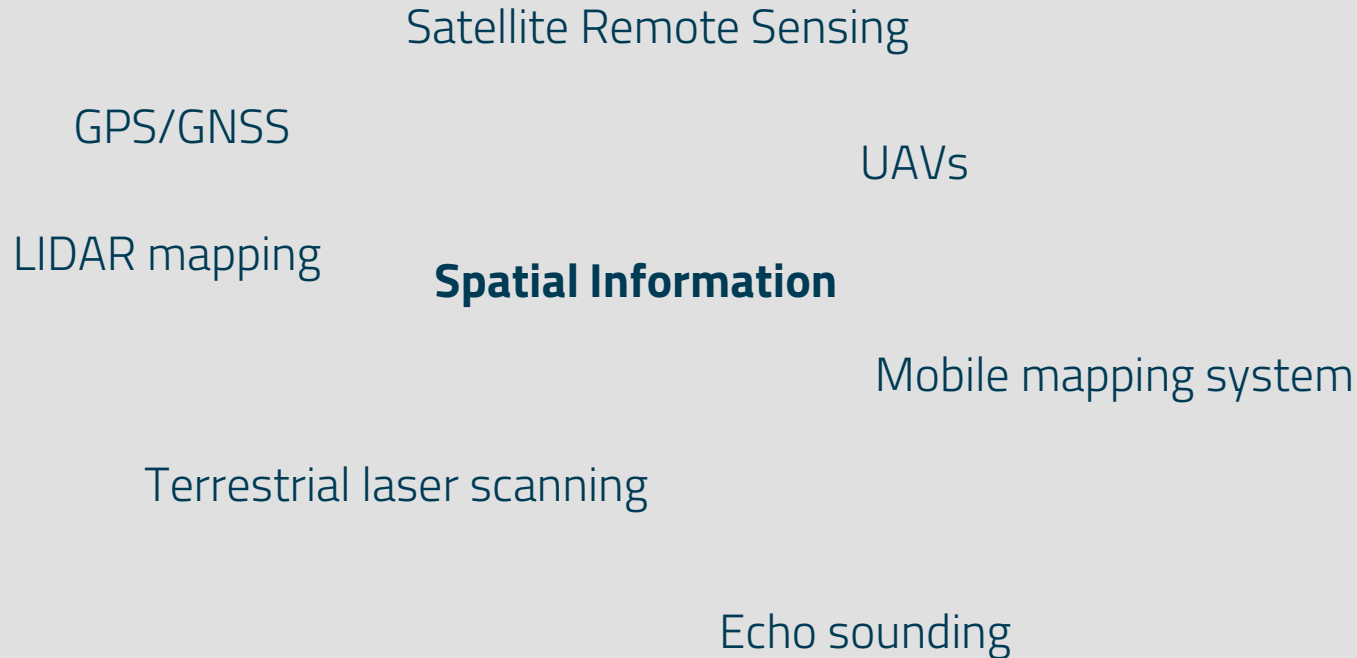 Satellite Remote Sensing
GPS/GNSS
UAVs
LIDAR mapping
Spatial Information
Mobile mapping system
Terrestrial laser scanning
Echo sounding